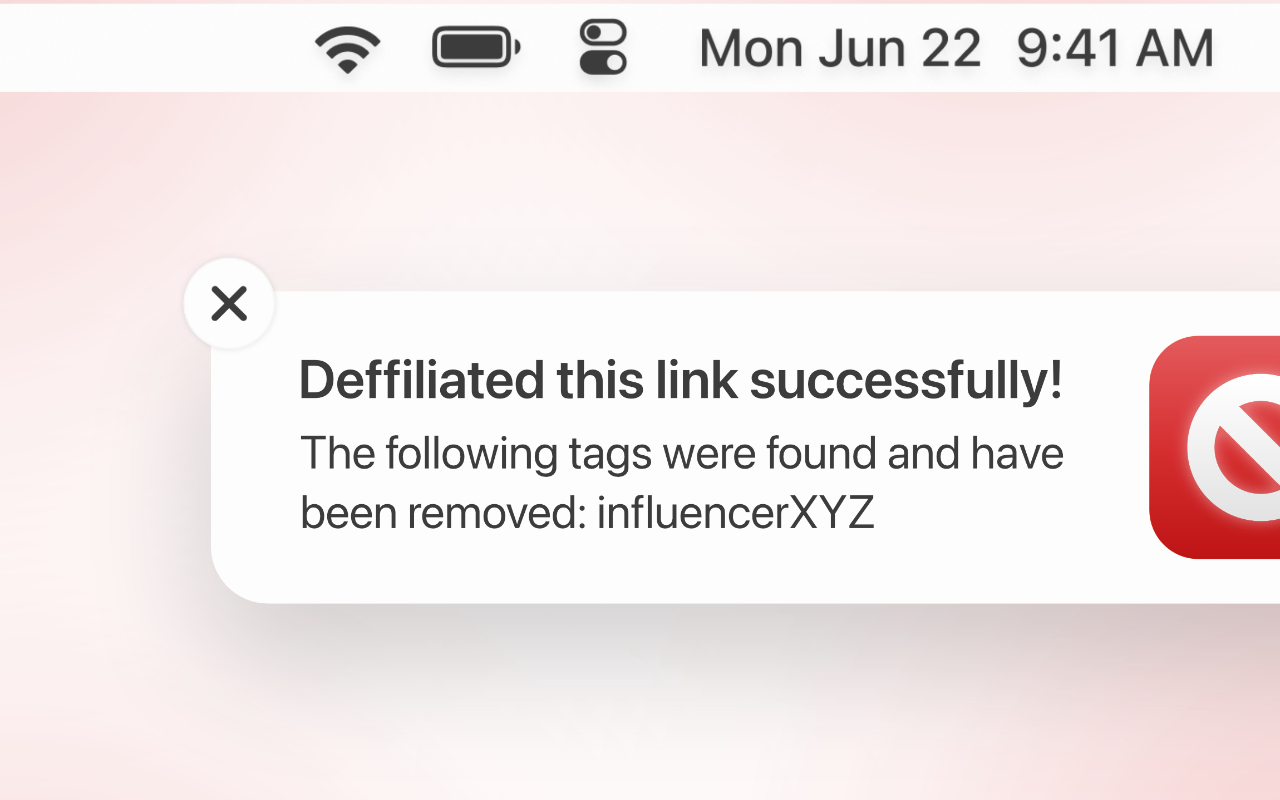 Mon Jun 22 9:41 AM
Deffiliated this link successfully!
The following tags were found and have
been removed: influencerXYZ